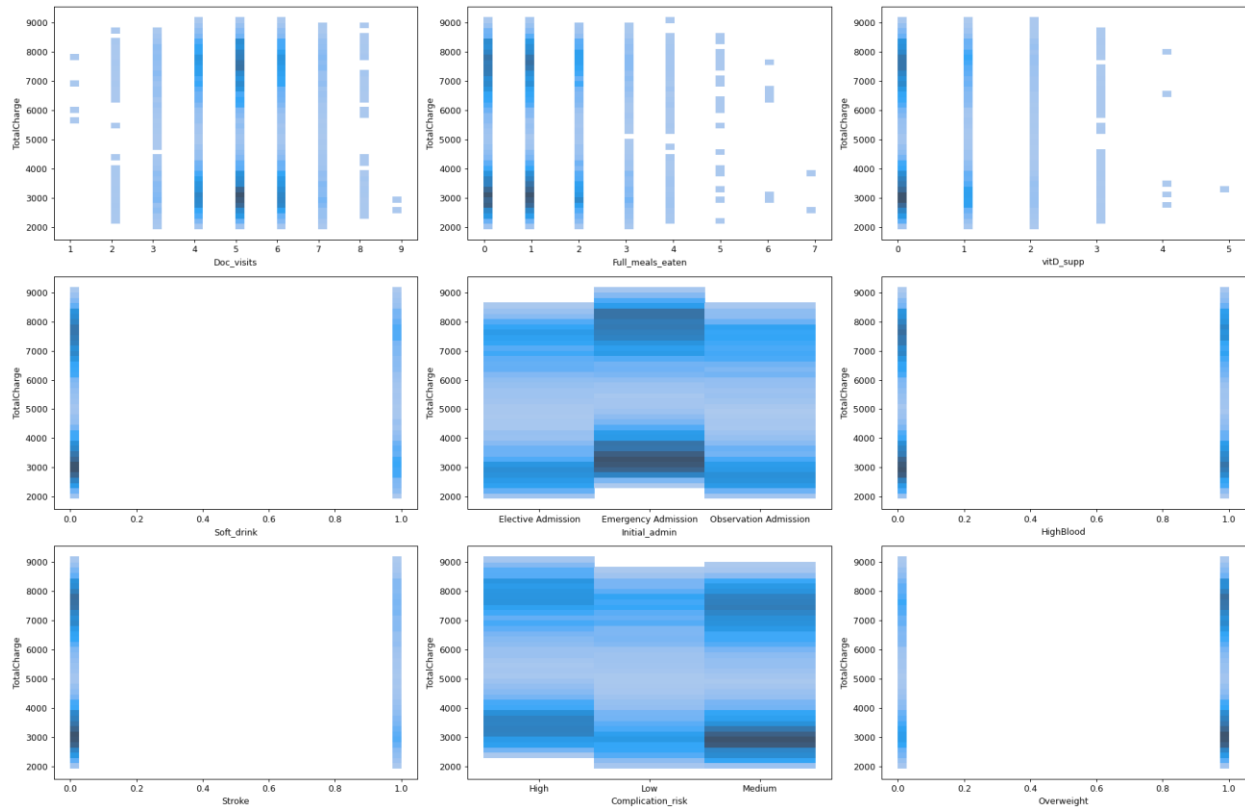 TotalCharge
9000
8000
7000
6000
5000
4000
3000
2000
1 2 3 4 5 6 7 8 9
Doc_visits
TotalCharge
9000
8000
7000
6000
5000
4000
3000
2000
0 1 2 3 4 5 6 7
Full_meals_eaten
TotalCharge
9000
8000
7000
6000
5000
4000
3000
2000
0 1 2 3 4 5
vitD_supp
TotalCharge
9000
8000
7000
6000
5000
4000
3000
2000
0.0 0.2 0.4 0.6 0.8 1.0
Soft_drink
TotalCharge
9000
8000
7000
6000
5000
4000
3000
2000
Elective Admission Emergency Admission Observation Admission
Initial_admin
TotalCharge
9000
8000
7000
6000
5000
4000
3000
2000
0.0 0.2 0.4 0.6 0.8 1.0
HighBlood
TotalCharge
9000
8000
7000
6000
5000
4000
3000
2000
0.0 0.2 0.4 0.6 0.8 1.0
Stroke
TotalCharge
9000
8000
7000
6000
5000
4000
3000
2000
High Low Medium
Complication_risk
TotalCharge
9000
8000
7000
6000
5000
4000
3000
2000
0.0 0.2 0.4 0.6 0.8 1.0
Overweight